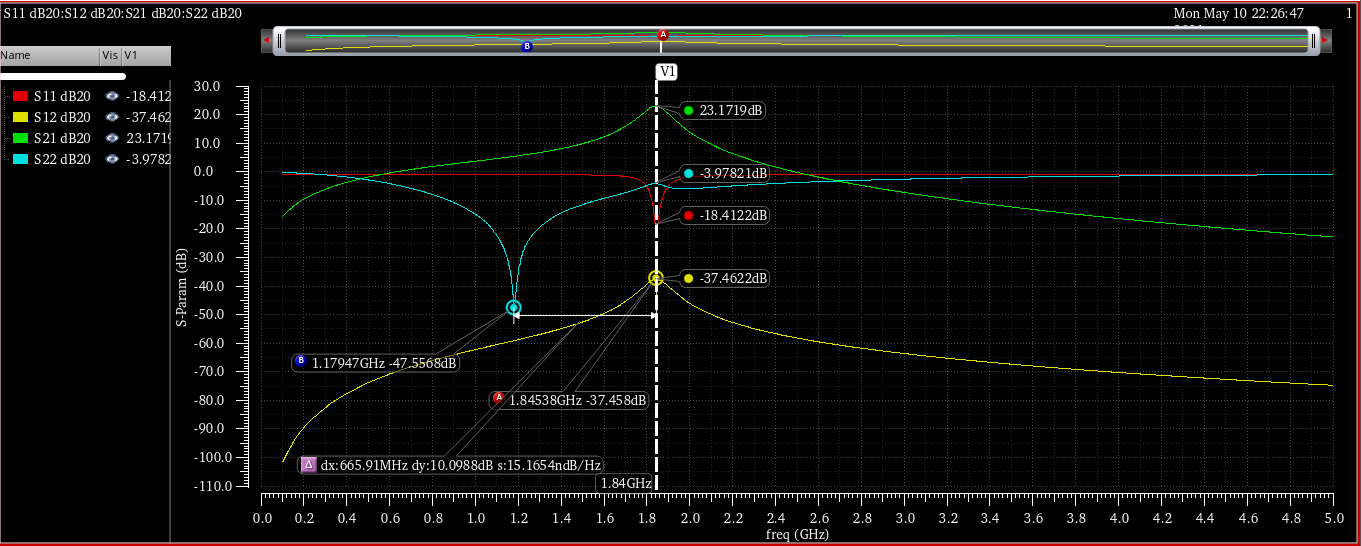 S11 dB20:S12 dB20:S21 dB20:S22 dB20
Mon May 10 22:26:47 1
Name Vis V1
S11 dB20 -18.412
S12 dB20 -37.462
S21 dB20 23.1719
S22 dB20 -3.9782
A
B
V1
S-Param (dB)
30.0
20.0
10.0
0.0
-10.0
-20.0
-30.0
-40.0
-50.0
-60.0
-70.0
-80.0
-90.0
-100.0
-110.0
23.1719dB
-3.97821dB
-18.4122dB
-37.4622dB
B 1.17947GHz -47.5568dB
A 1.84538GHz -37.458dB
Δ dx:665.91MHz dy:10.0988dB s:15.1654ndB/Hz
1.84GHz
0.0 0.4 0.6 0.8 1.0 1.2 1.4 1.6 1.8 2.0 2.2 2.4 2.6 2.8 3.0 3.2 3.4 3.6 3.8 4.0 4.2 4.4 4.6 4.8 5.0
freq (GHz)